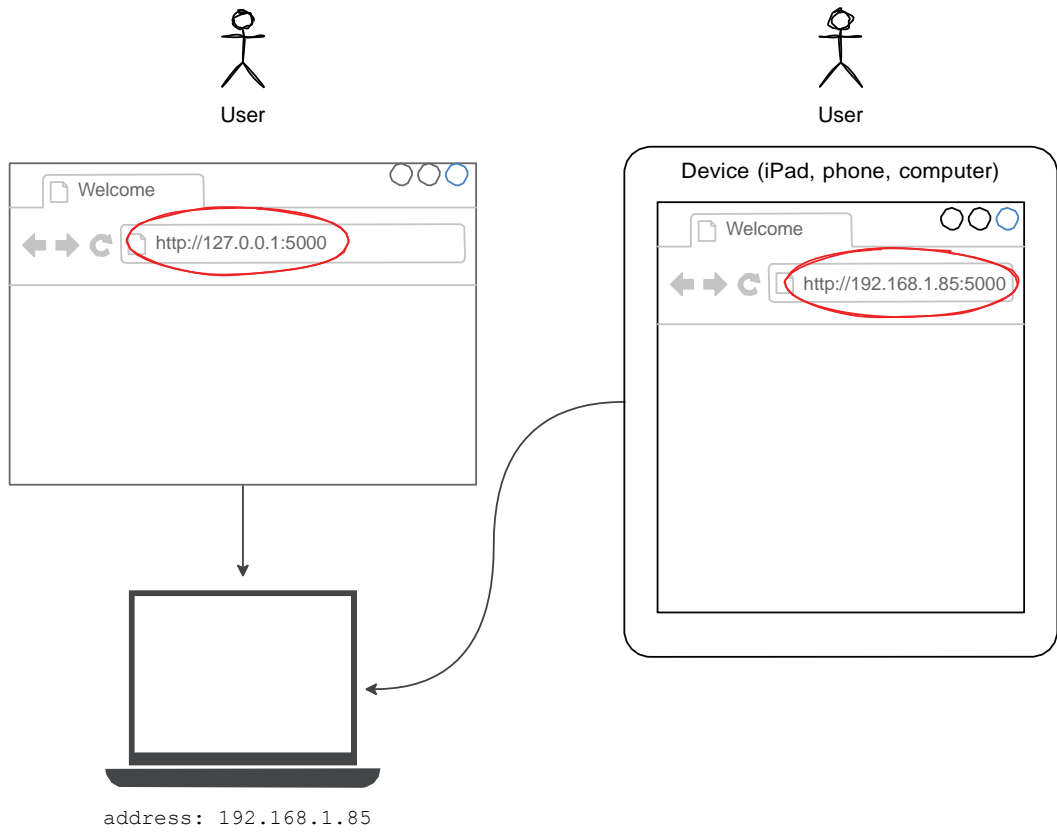 User
User
Welcome
http://127.0.0.1:5000
Device (iPad, phone, computer)
Welcome
http://192.168.1.85:5000
address: 192.168.1.85